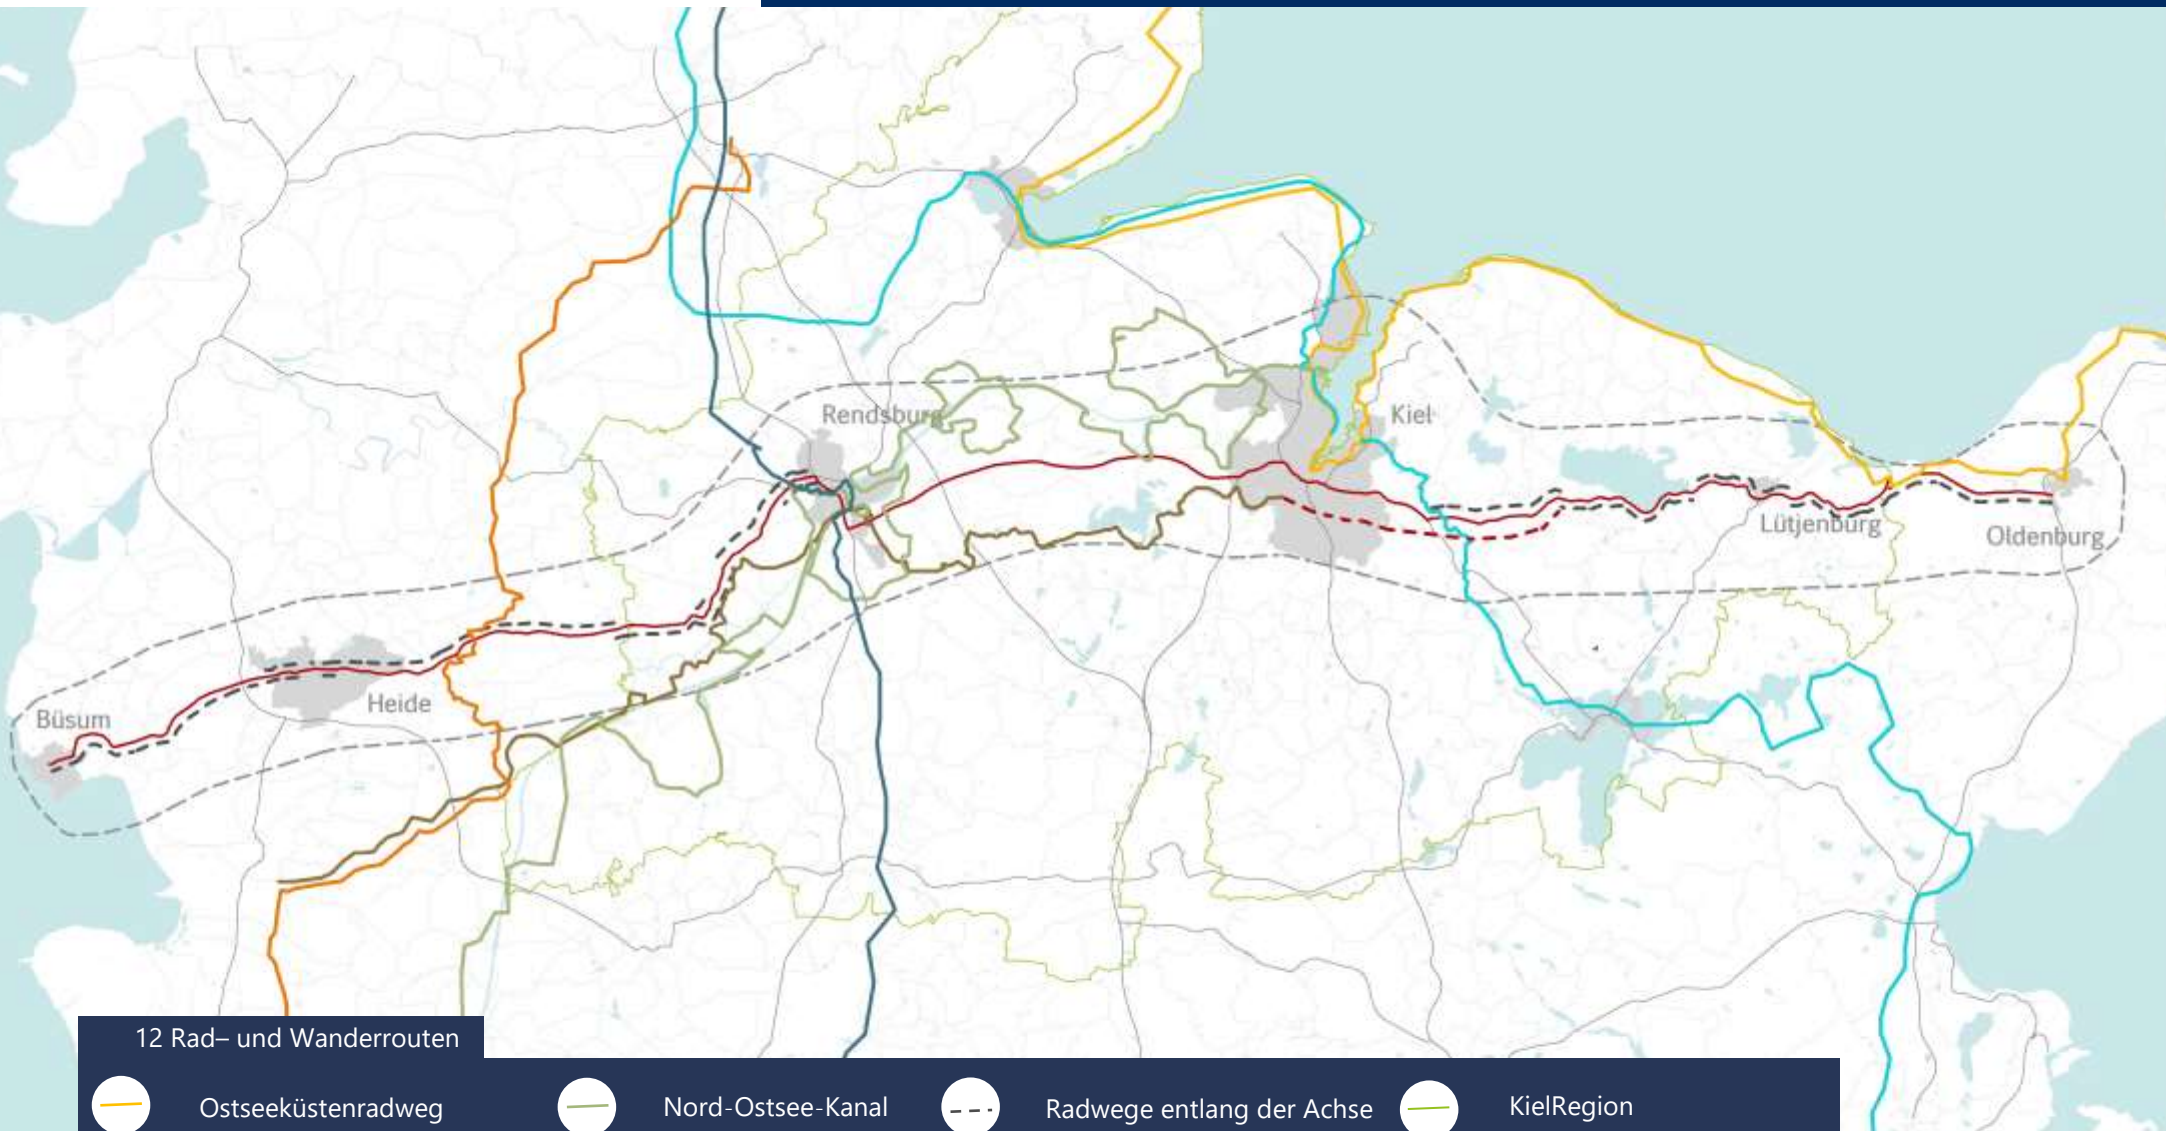 Rendsburg
Kiel
Lütjenburg
Oldenburg
Heide
Büsum
12 Rad– und Wanderrouten
Ostseeküstenradweg
Nord-Ostsee-Kanal
Radwege entlang der Achse
KielRegion